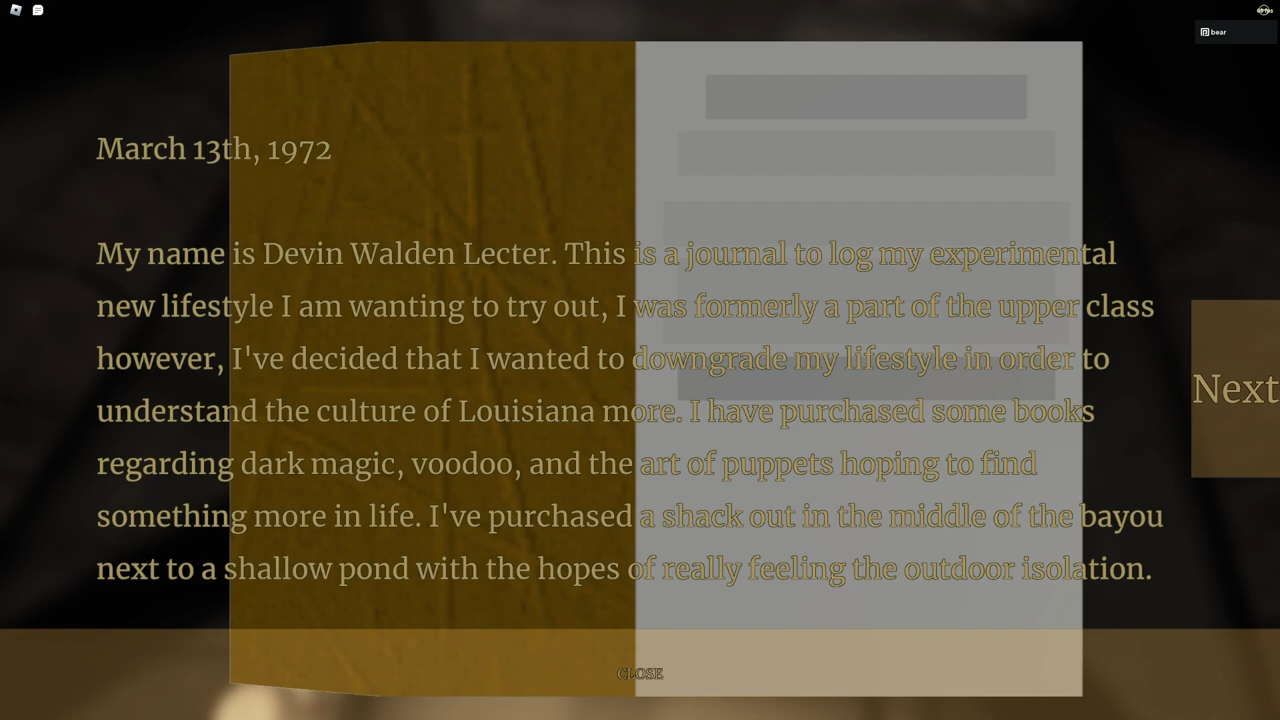 bear
March 13th, 1972
My name is Devin Walden Lecter. This is a journal to log my experimental
new lifestyle I am wanting to try out, I was formerly a part of the upper class
however, I've decided that I wanted to downgrade my lifestyle in order to
understand the culture of Louisiana more. I have purchased some books
regarding dark magic, voodoo, and the art of puppets hoping to find
something more in life. I've purchased a shack out in the middle of the bayou
next to a shallow pond with the hopes of really feeling the outdoor isolation.
Next
CLOSE